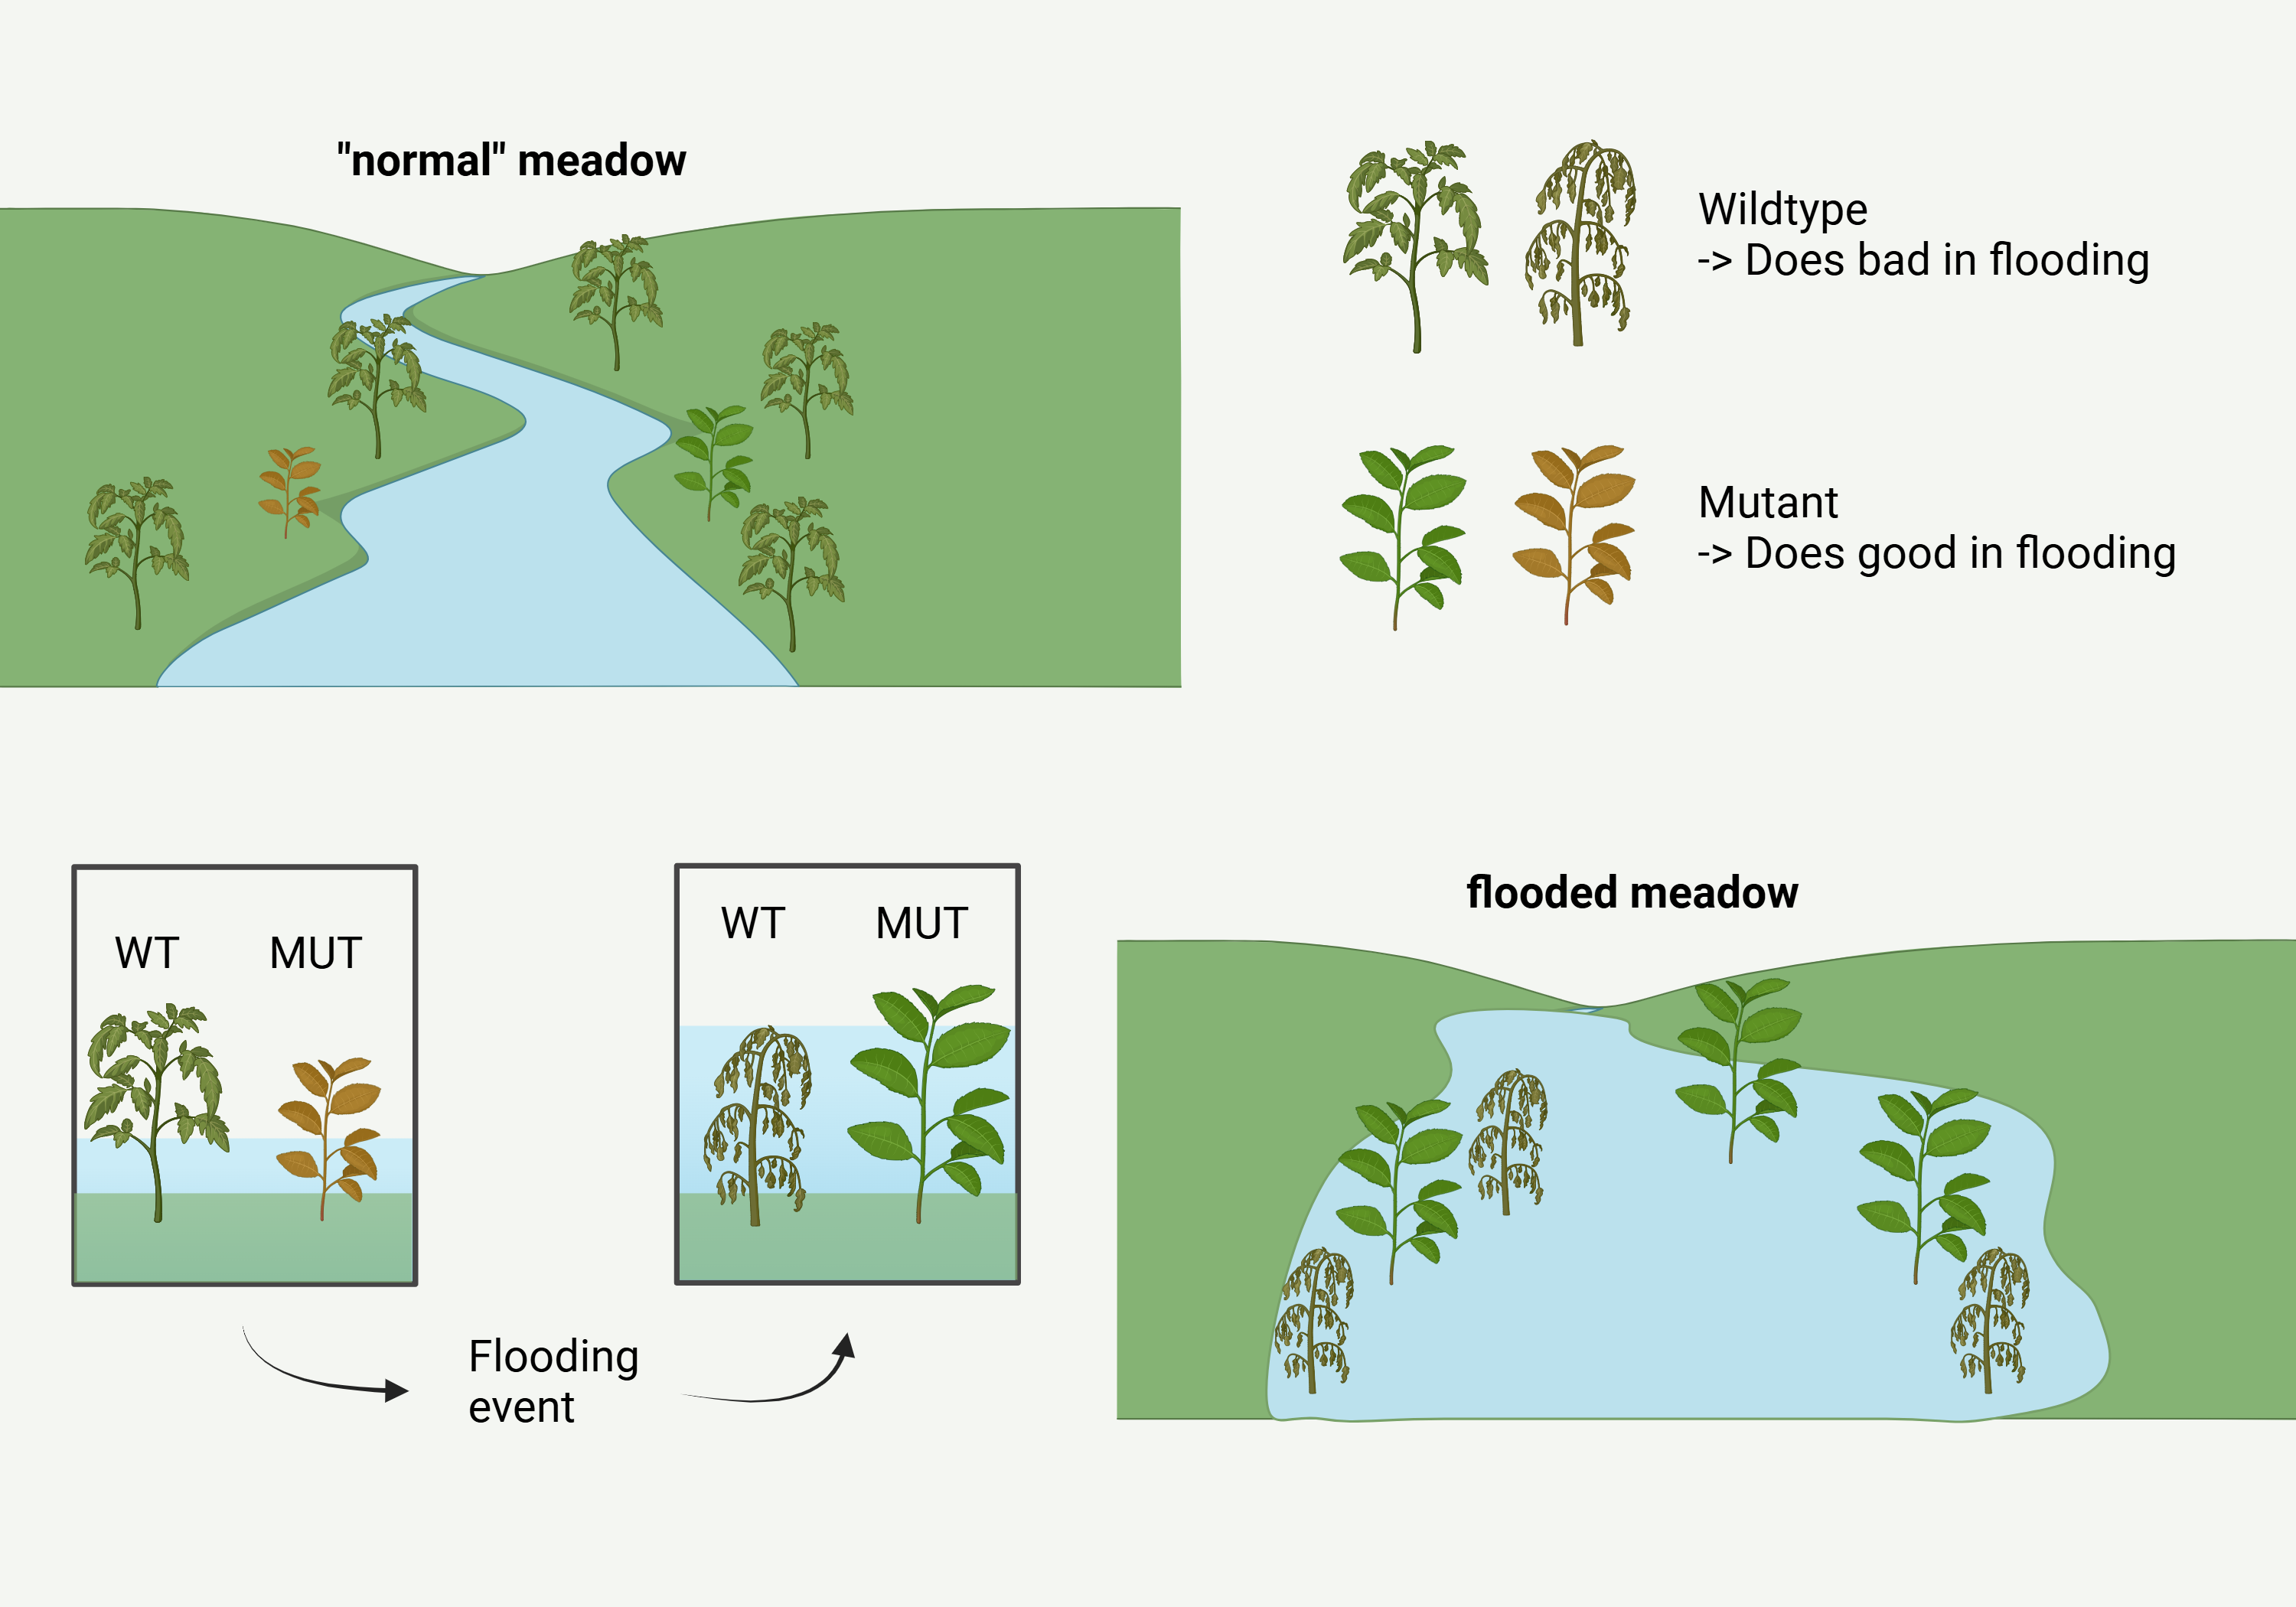 "normal" meadow
Wildtype
-> Does bad in flooding
Mutant
-> Does good in flooding
WT MUT
WT MUT
Flooding
event
flooded meadow